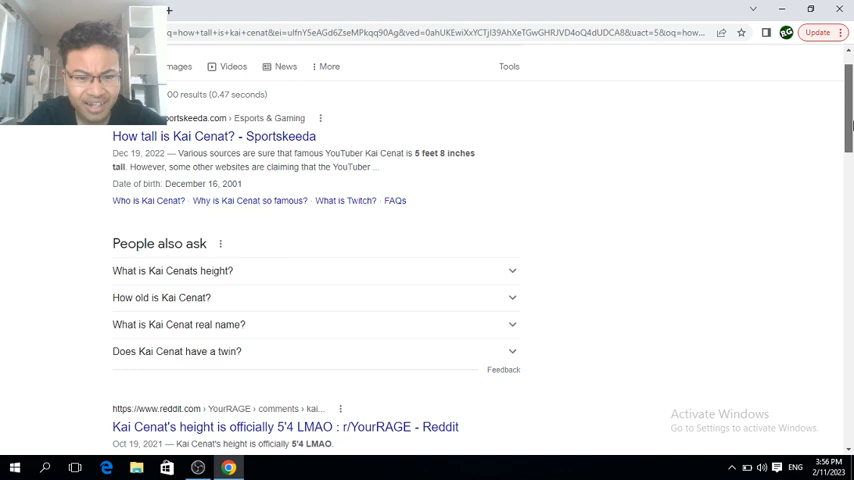 q=how+tall+is+kai+cenat&ei=ulfnY5eAGd6ZseMPkqq90Ag&ved=0ahUKEwiXxYCTjI39AhXeTGwGHRJVD4oQ4dUDCA8&uact=5&oq=how...
RG
Update
mages
Videos
News
More
Tools
00 results (0.47 seconds)
portskeeda.com › Esports & Gaming
How tall is Kai Cenat? - Sportskeeda
Dec 19, 2022 — Various sources are sure that famous YouTuber Kai Cenat is 5 feet 8 inches
tall. However, some other websites are claiming that the YouTuber ...
Date of birth: December 16, 2001
Who is Kai Cenat? · Why is Kai Cenat so famous? · What is Twitch? · FAQs
People also ask
What is Kai Cenats height?
How old is Kai Cenat?
What is Kai Cenat real name?
Does Kai Cenat have a twin?
Feedback
https://www.reddit.com › YourRAGE › comments › kai...
Kai Cenat's height is officially 5'4 LMAO : r/YourRAGE - Reddit
Oct 19, 2021 — Kai Cenat's height is officially 5'4 LMAO.
Activate Windows
Go to Settings to activate Windows.
ENG
3:56 PM
2/11/2023